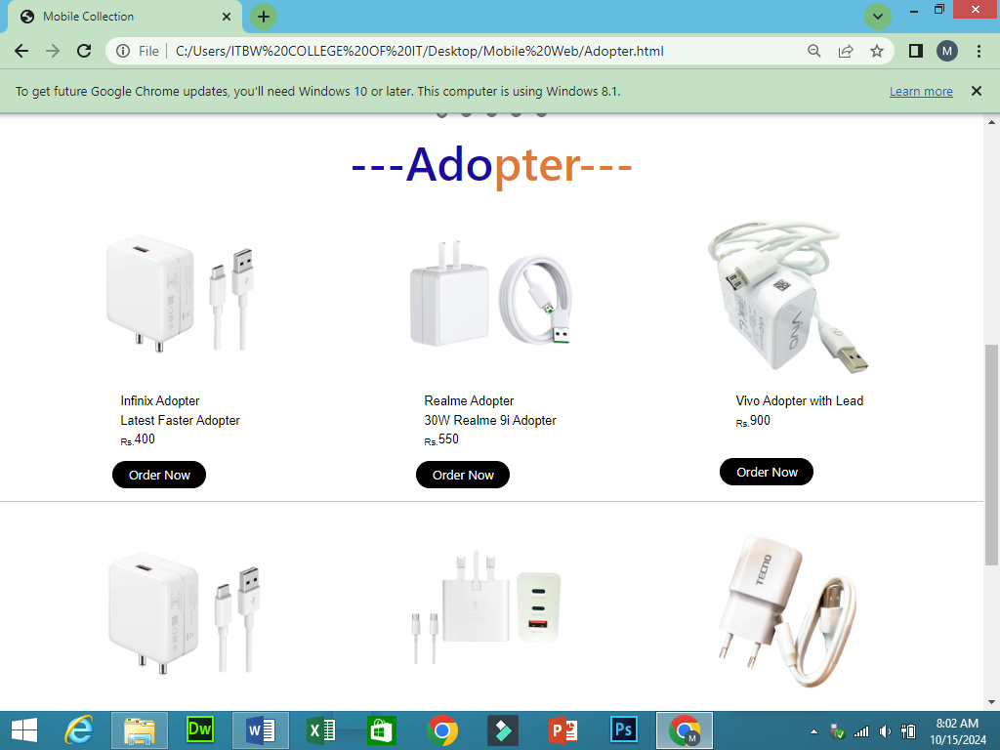 Mobile Collection
File
C:/Users/ITBW%20COLLEGE%20OF%20IT/Desktop/Mobile%20Web/Adopter.html
M
To get future Google Chrome updates, you'll need Windows 10 or later. This computer is using Windows 8.1.
Learn more
---Adopter---
vivo
Infinix Adopter
Latest Faster Adopter
Rs.400
Order Now
Realme Adopter
30W Realme 9i Adopter
Rs.550
Order Now
Vivo Adopter with Lead
Rs.900
Order Now
TECNO
Dw
W
X
P
Ps
M
8:02 AM
10/15/2024